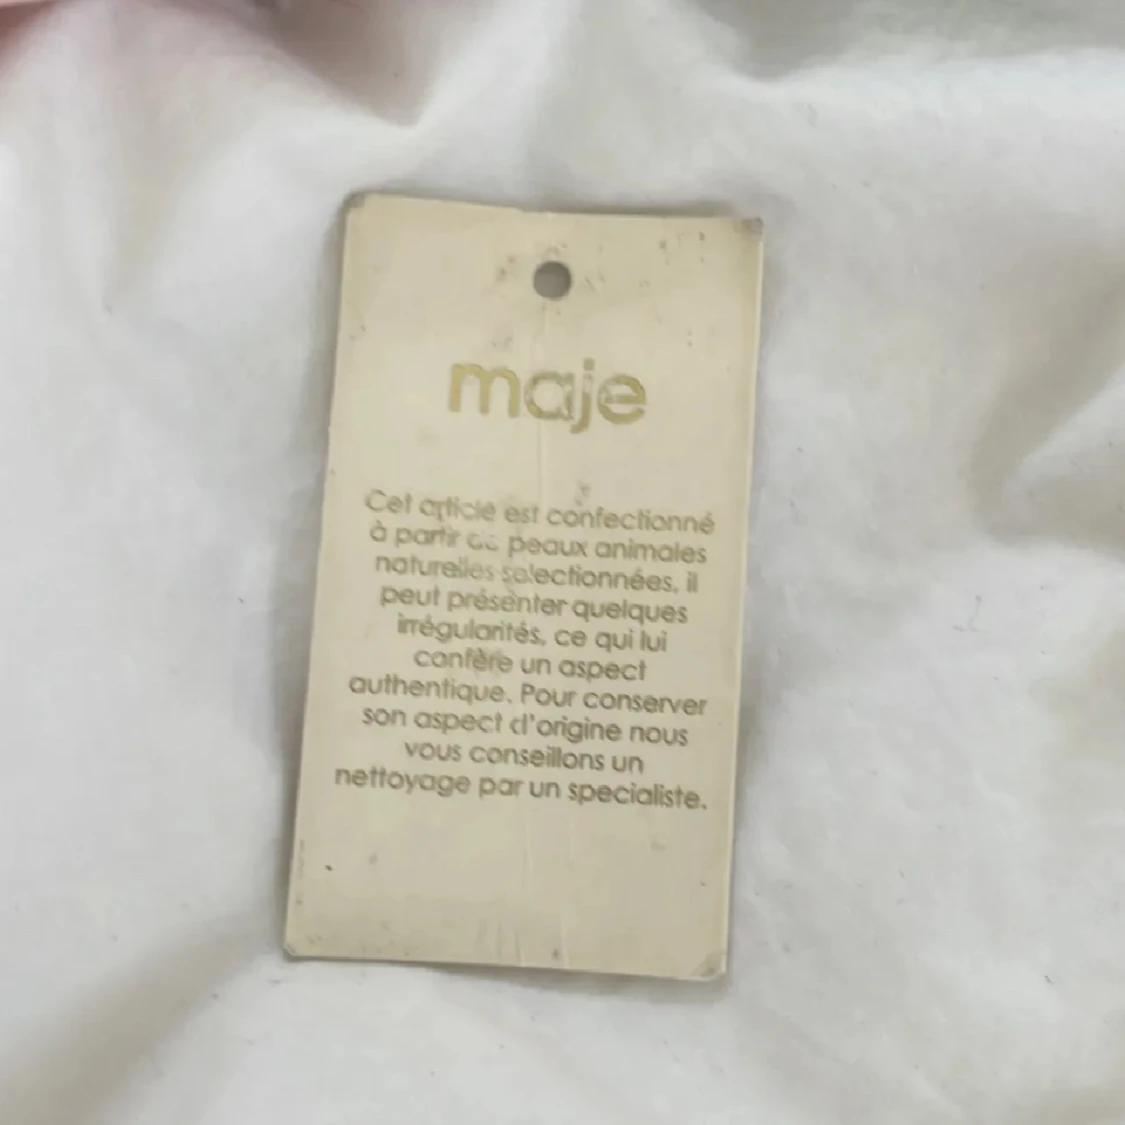 maje
Cet article est confectionné
à partir de peaux animales
naturelles selectionnées, il
peut présenter quelques
irrégularités, ce qui lui
confère un aspect
authentique. Pour conserver
son aspect d'origine nous
vous conseillons un
nettoyage par un specialiste.